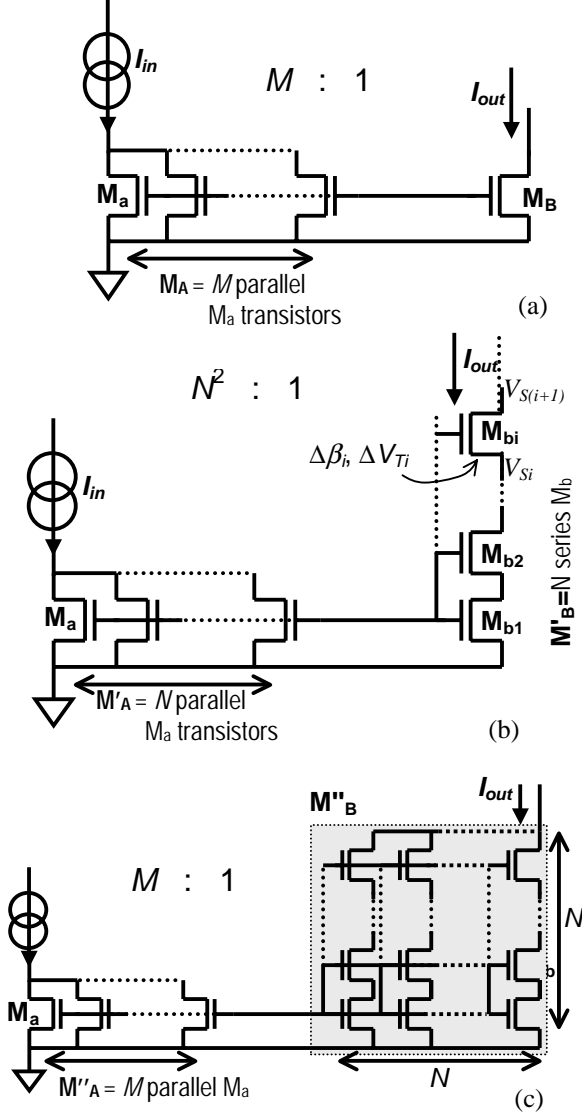 I_in
M : 1
I_out
M_a
M_B
M_A = M parallel
M_a transistors
(a)
N² : 1
I_out
V_S(i+1)
M_bi
Δβ_i, ΔV_Ti
V_Si
I_in
M_b2
M_a
M_b1
M'_B=N series M_b
M'_A = N parallel
M_a transistors
(b)
M"_B
I_out
M : 1
N
b
M_a
M"_A = M parallel M_a
N
(c)